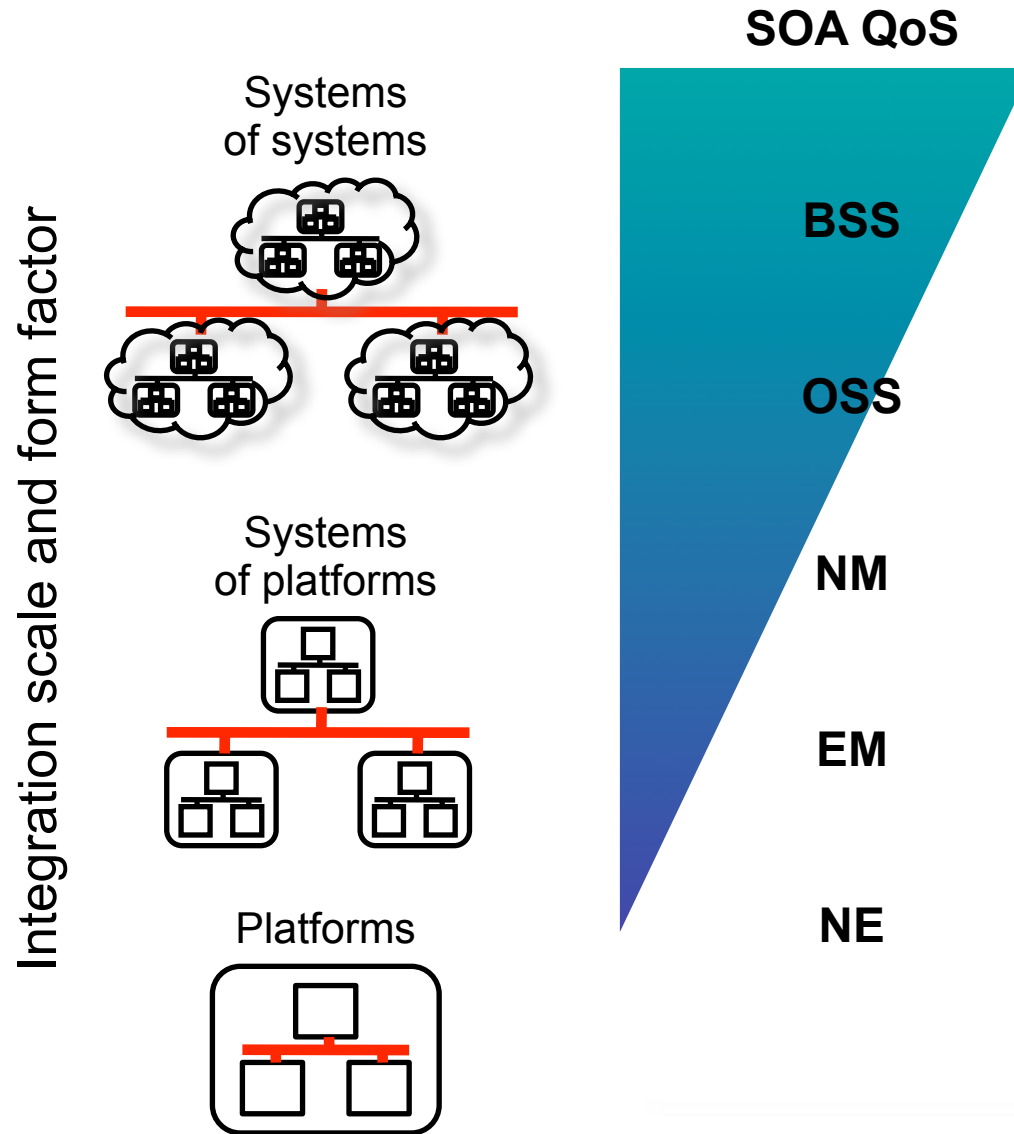 SOA QoS
Systems
of systems
Integration scale and form factor
BSS
OSS
Systems
of platforms
NM
EM
Platforms
NE